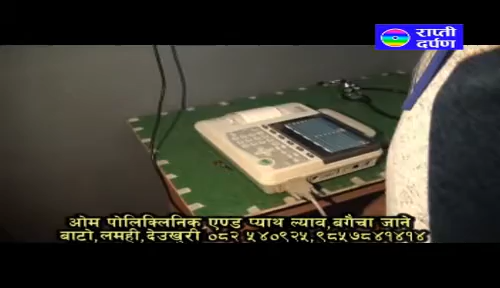 राप्ती
दर्पण
ओम पोलिक्लिनिक एण्ड प्याथ ल्याव,बगैचा जाने
बाटो,लमही,देउखुरी ०८२ ५४०९२५,९८५७८४१४१४